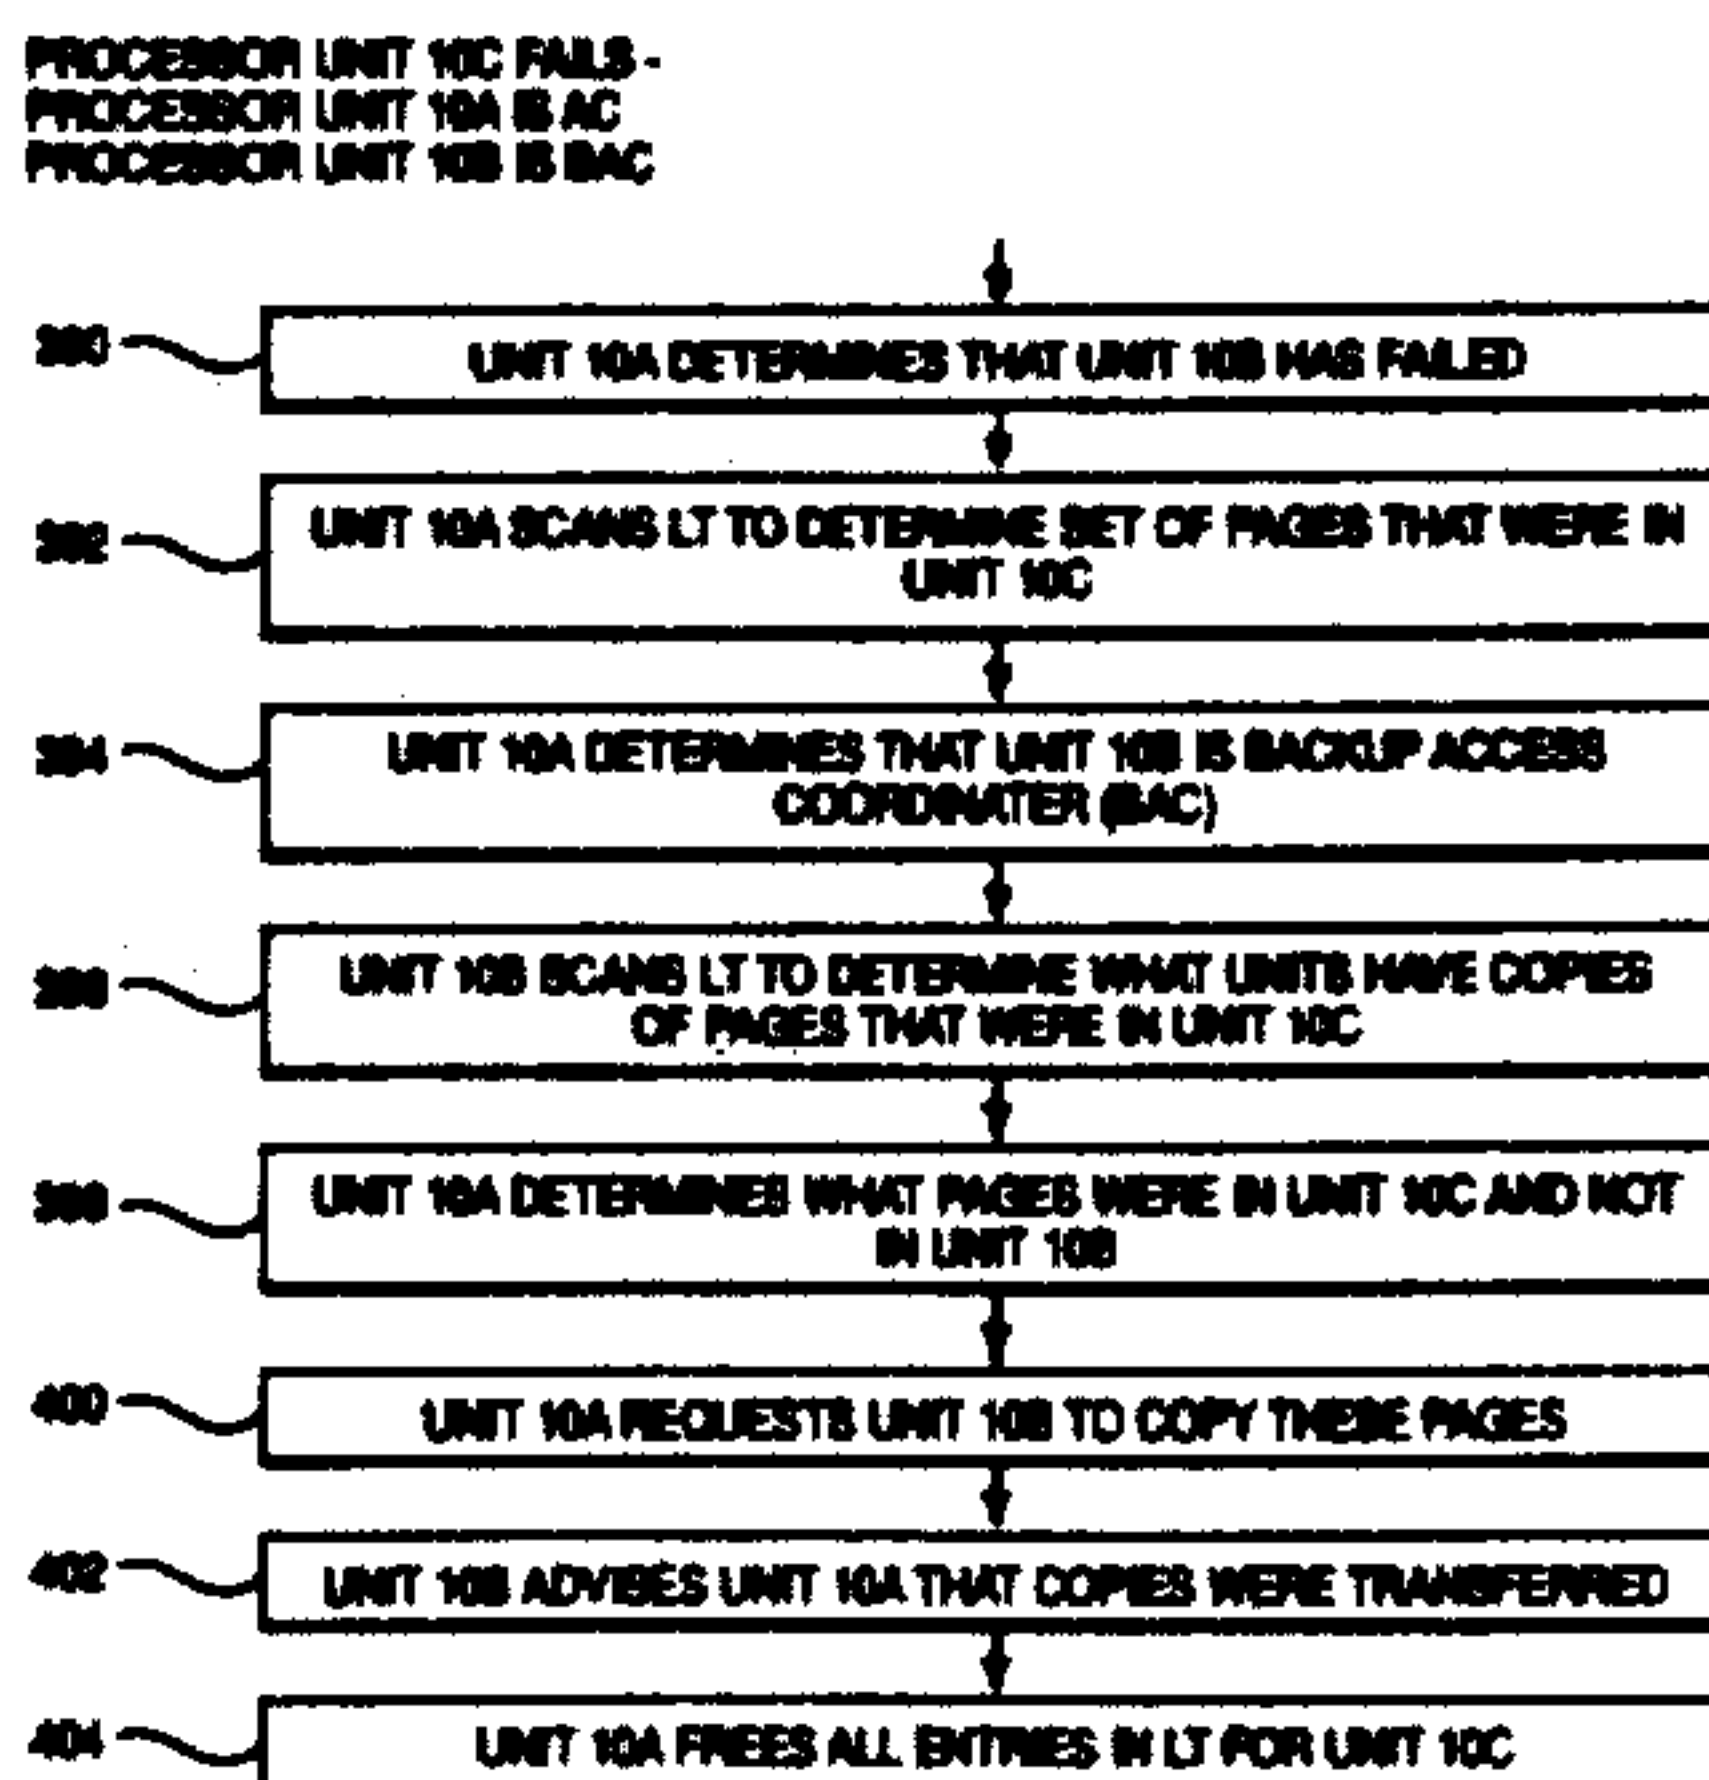 PROCESSOR UNIT 10C FAILS -
PROCESSOR UNIT 10A IS AC
PROCESSOR UNIT 10B IS BAC
390
UNIT 10A DETERMINES THAT UNIT 10B HAS FAILED
392
UNIT 10A SCANS LT TO DETERMINE SET OF PAGES THAT WERE IN
UNIT 10C
394
UNIT 10A DETERMINES THAT UNIT 10B IS BACKUP ACCESS
COORDINATER (BAC)
396
UNIT 10B SCANS LT TO DETERMINE WHAT UNITS HAVE COPIES
OF PAGES THAT WERE IN UNIT 10C
398
UNIT 10A DETERMINES WHAT PAGES WERE IN UNIT 10C AND NOT
IN UNIT 10B
400
UNIT 10A REQUESTS UNIT 10B TO COPY THESE PAGES
402
UNIT 10B ADVISES UNIT 10A THAT COPIES WERE TRANSFERRED
404
UNIT 10A FREES ALL ENTRIES IN LT FOR UNIT 10C